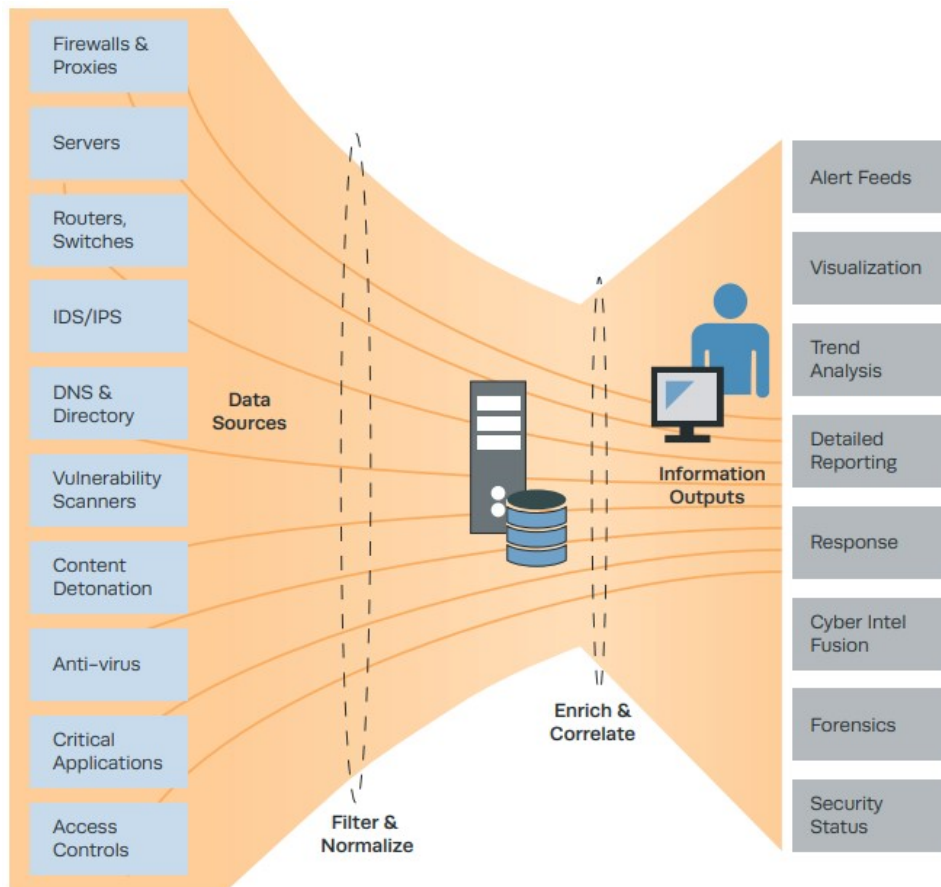 Firewalls &
Proxies
Servers
Routers,
Switches
IDS/IPS
DNS &
Directory
Vulnerability
Scanners
Content
Detonation
Anti-virus
Critical
Applications
Access
Controls
Data
Sources
Filter &
Normalize
Enrich &
Correlate
Information
Outputs
Alert Feeds
Visualization
Trend
Analysis
Detailed
Reporting
Response
Cyber Intel
Fusion
Forensics
Security
Status